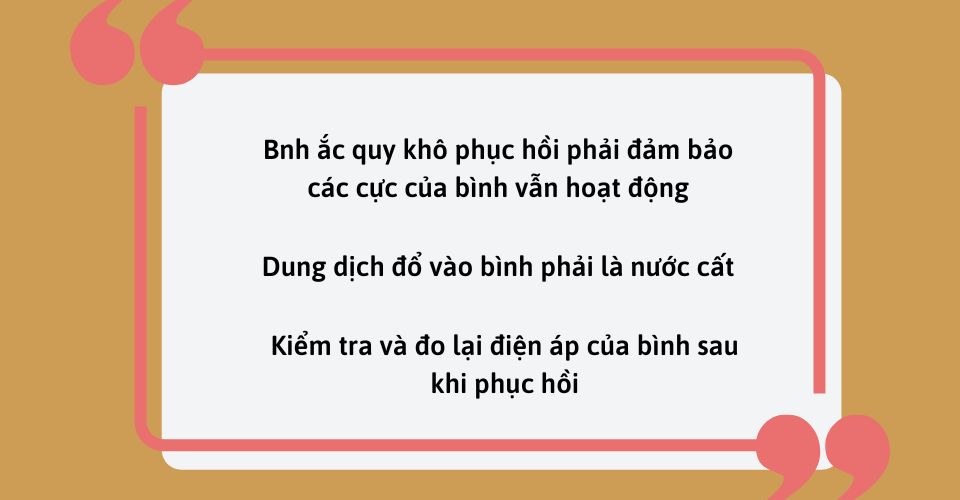 Bnh ắc quy khô phục hồi phải đảm bảo
các cực của bình vẫn hoạt động
Dung dịch đổ vào bình phải là nước cất
Kiểm tra và đo lại điện áp của bình sau
khi phục hồi